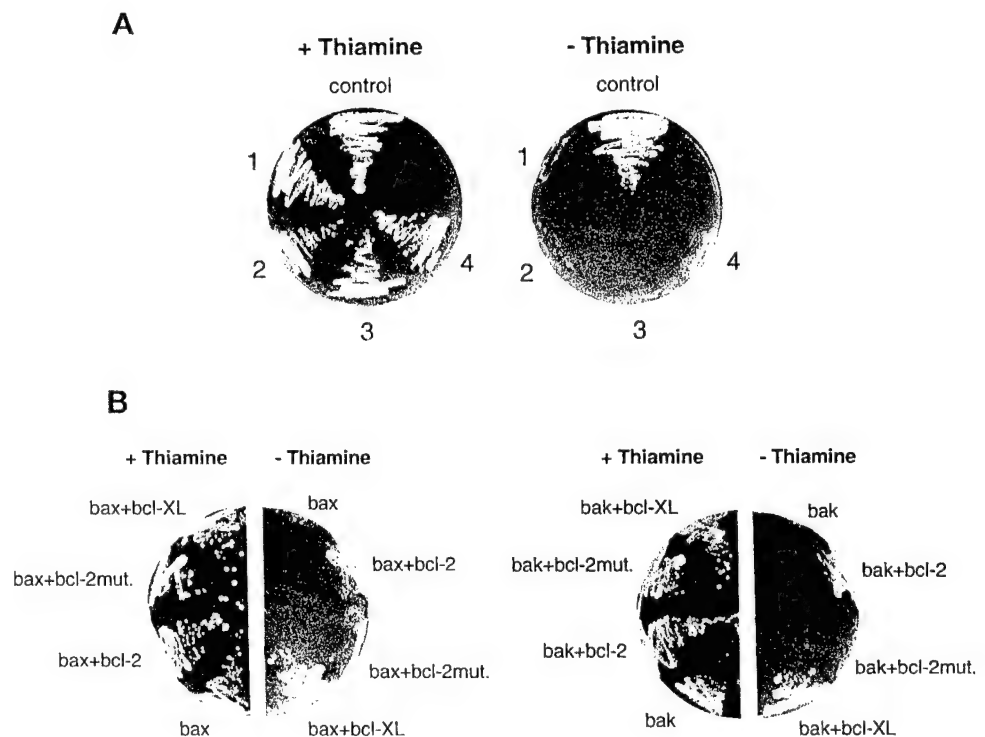 A
+ Thiamine - Thiamine
control control
1 1
2 4 2 4
3 3
B
+ Thiamine - Thiamine + Thiamine - Thiamine
bax+bcl-XL bax bak+bcl-XL bak
bax+bcl-2mut. bax+bcl-2 bak+bcl-2mut. bak+bcl-2
bax+bcl-2 bax+bcl-2mut. bak+bcl-2 bak+bcl-2mut.
bax bax+bcl-XL bak bak+bcl-XL